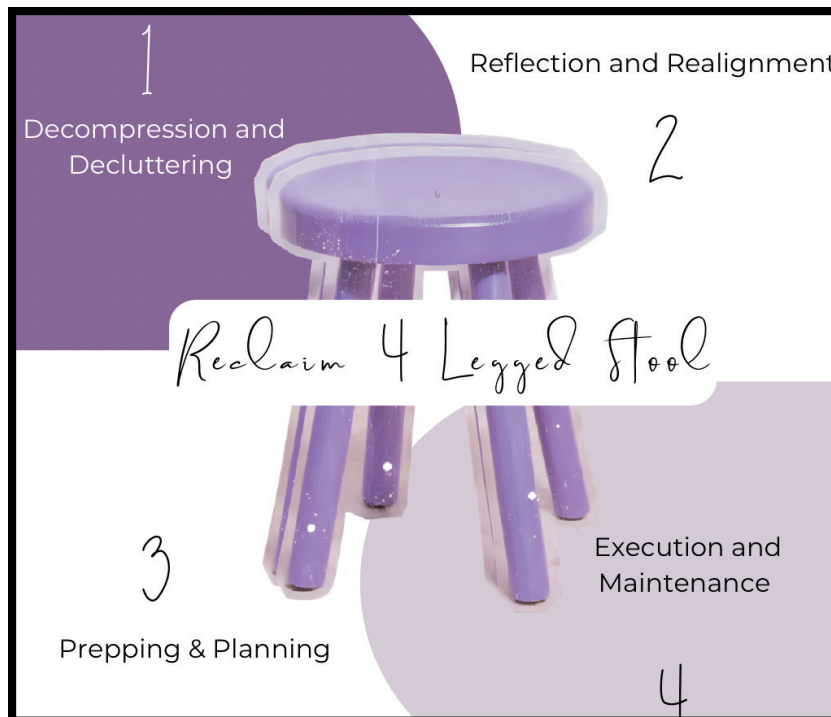 1
Decompression and
Decluttering
Reflection and Realignment
2
Reclaim 4 Legged Stool
3
Prepping & Planning
Execution and
Maintenance
4